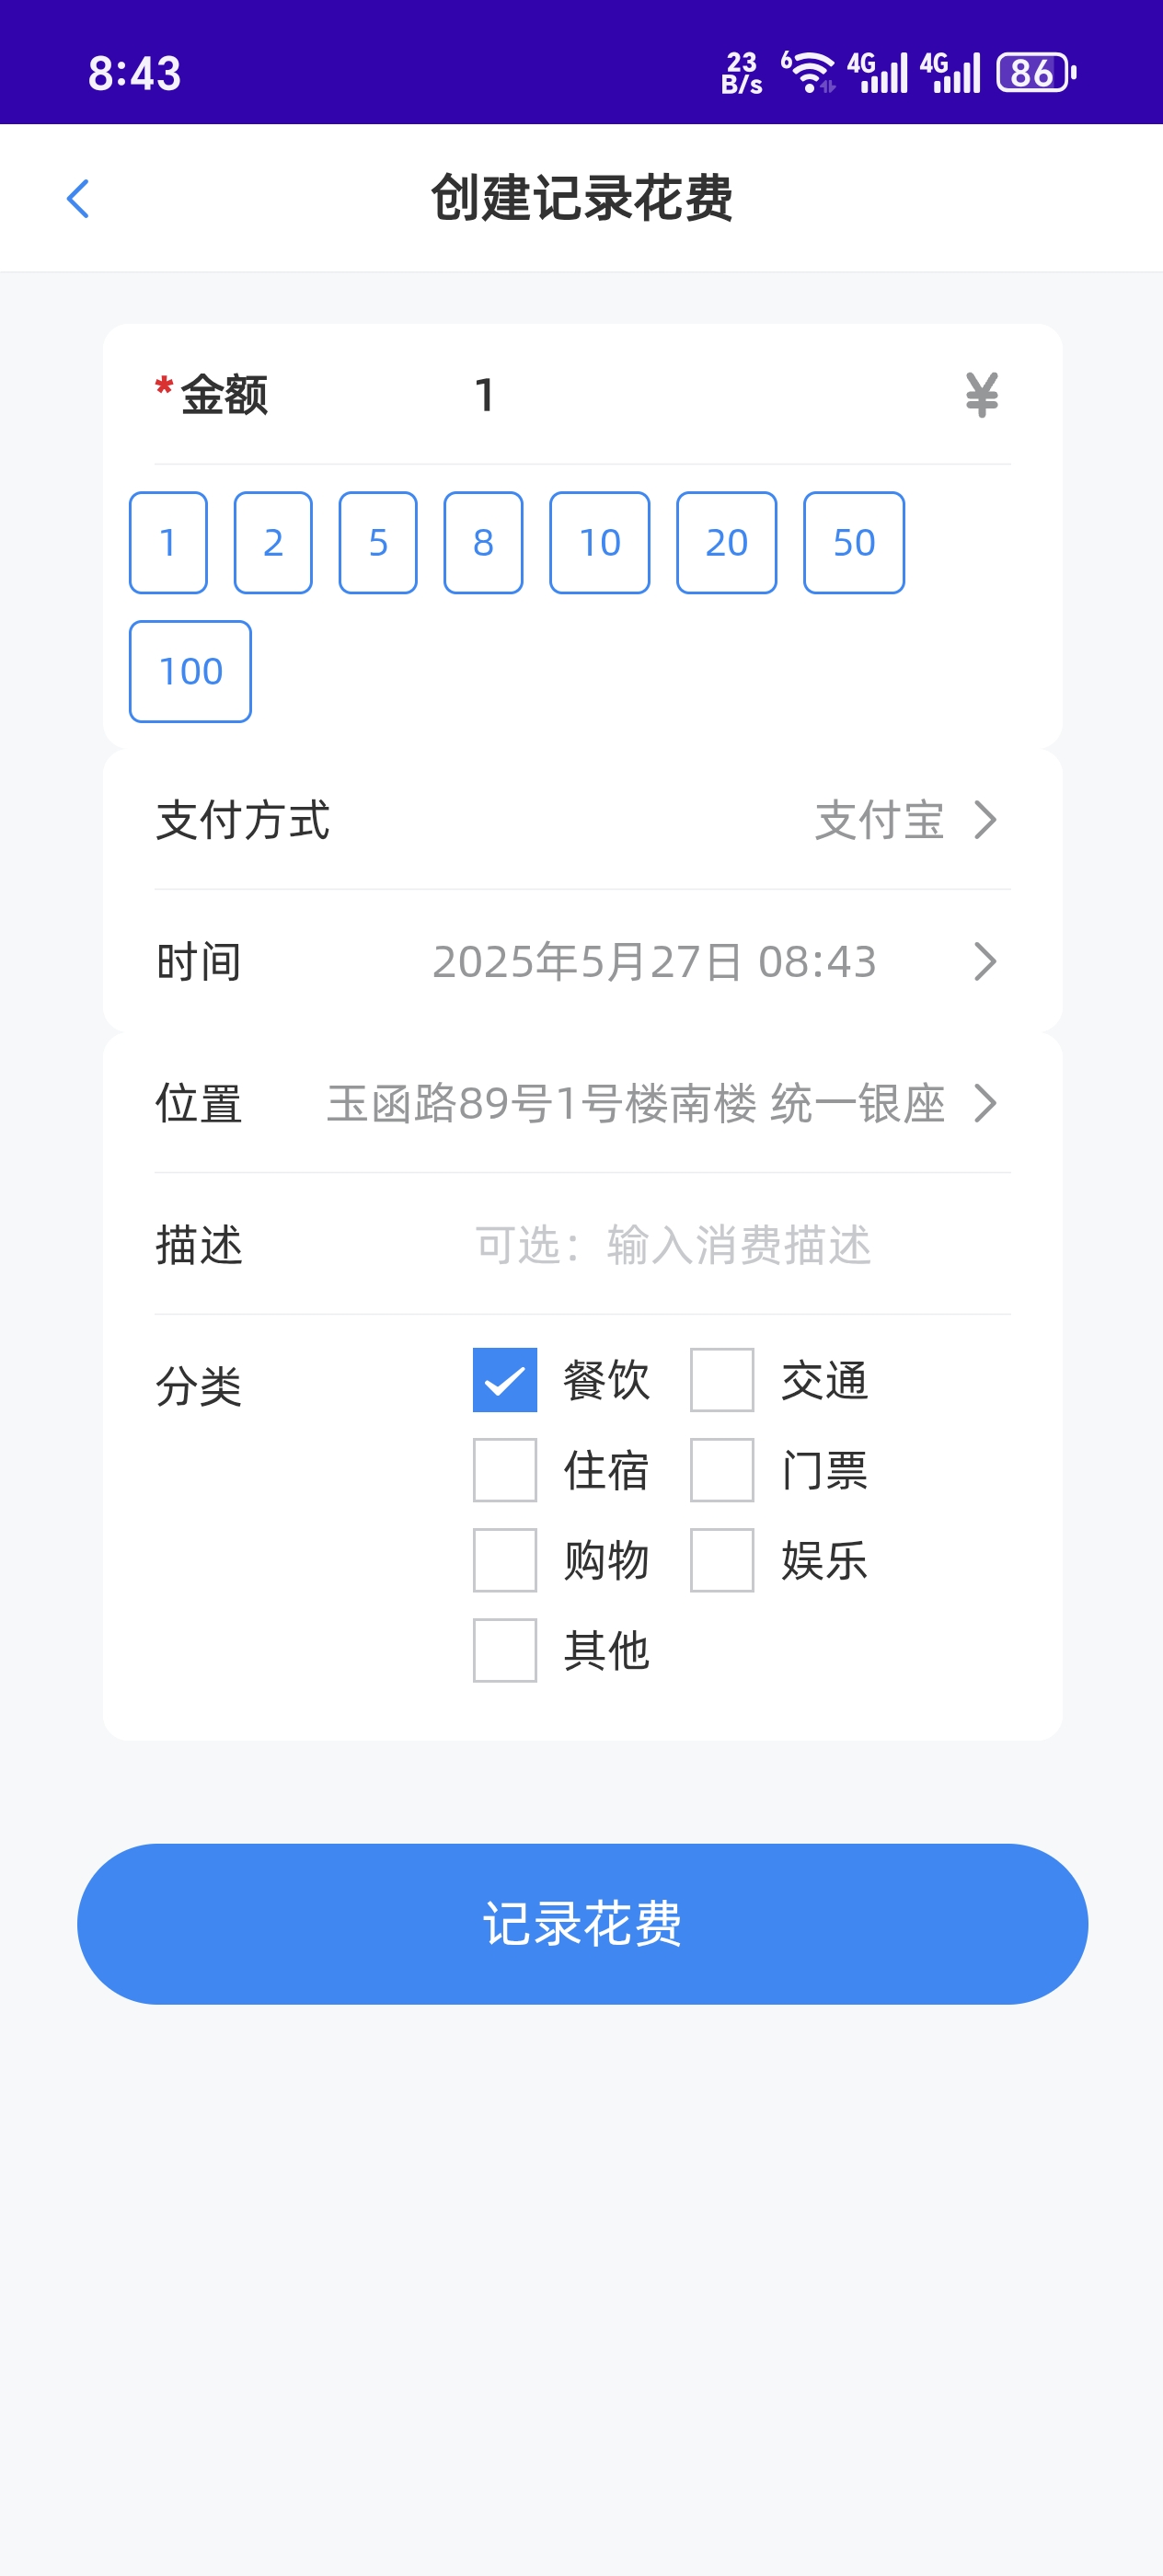 8:43
23
B/s
6
4G
4G
86
创建记录花费
*金额 1 ¥
1 2 5 8 10 20 50
100
支付方式 支付宝
时间 2025年5月27日 08:43
位置 玉函路89号1号楼南楼 统一银座
描述 可选：输入消费描述
分类 餐饮 交通
住宿 门票
购物 娱乐
其他
记录花费